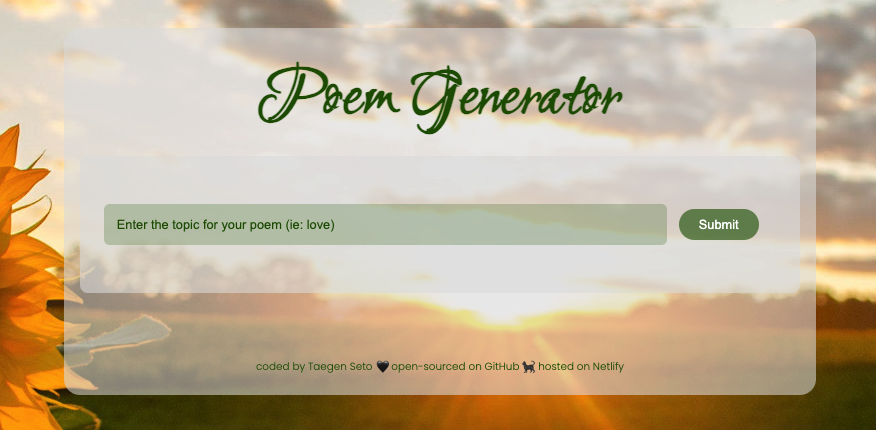 Poem Generator
Enter the topic for your poem (ie: love)
Submit
coded by Taegen Seto 🖤 open-sourced on GitHub 🐈‍⬛ hosted on Netlify